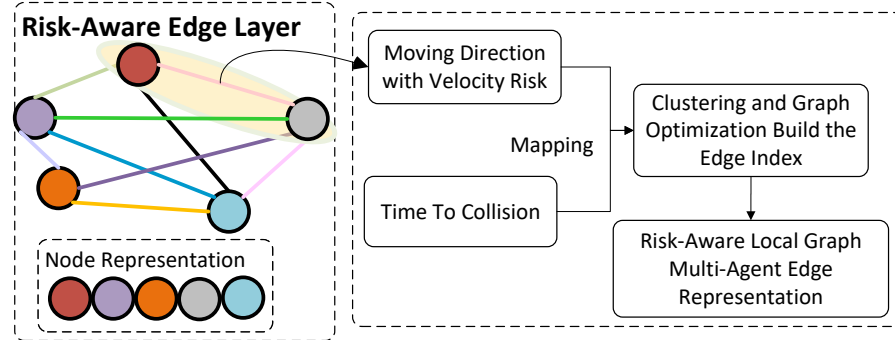 Risk-Aware Edge Layer
Node Representation
Moving Direction
with Velocity Risk
Mapping
Time To Collision
Clustering and Graph
Optimization Build the
Edge Index
Risk-Aware Local Graph
Multi-Agent Edge
Representation